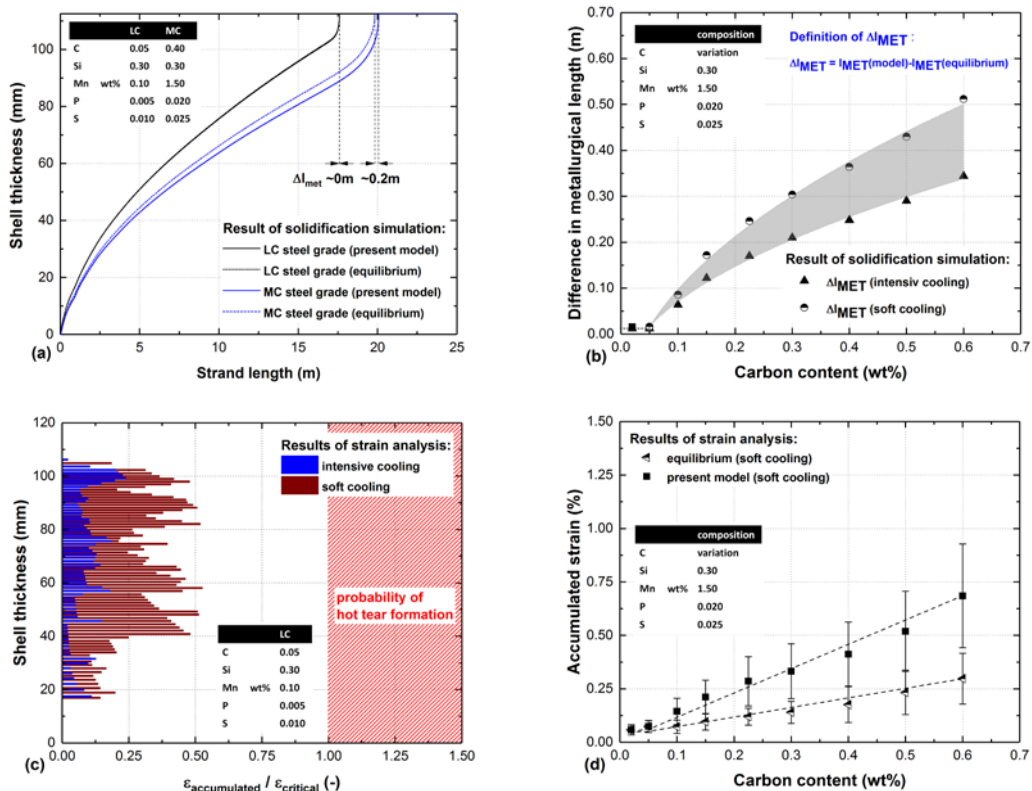 LC MC
C 0.05 0.40
Si 0.30 0.30
Mn wt% 0.10 1.50
P 0.005 0.020
S 0.010 0.025
Δl_met ~0m ~0.2m
Result of solidification simulation:
LC steel grade (present model)
LC steel grade (equilibrium)
MC steel grade (present model)
MC steel grade (equilibrium)
100
80
60
40
20
0
0 5 10 15 20 25
Shell thickness (mm)
Strand length (m)
(a)
composition
C variation
Si 0.30
Mn wt% 1.50
P 0.020
S 0.025
Definition of Δl_MET :
Δl_MET = l_MET(model)-l_MET(equilibrium)
Result of solidification simulation:
Δl_MET (intensiv cooling)
Δl_MET (soft cooling)
0.70
0.60
0.50
0.40
0.30
0.20
0.10
0.00
0.0 0.1 0.2 0.3 0.4 0.5 0.6 0.7
Difference in metallurgical length (m)
Carbon content (wt%)
(b)
Results of strain analysis:
intensive cooling
soft cooling
probability of
hot tear formation
LC
C 0.05
Si 0.30
Mn wt% 0.10
P 0.005
S 0.010
120
100
80
60
40
20
0
0.00 0.25 0.50 0.75 1.00 1.25 1.50
Shell thickness (mm)
ε_accumulated / ε_critical (-)
(c)
Results of strain analysis:
equilibrium (soft cooling)
present model (soft cooling)
composition
C variation
Si 0.30
Mn wt% 1.50
P 0.020
S 0.025
1.50
1.25
1.00
0.75
0.50
0.25
0.00
0.0 0.1 0.2 0.3 0.4 0.5 0.6 0.7
Accumulated strain (%)
Carbon content (wt%)
(d)